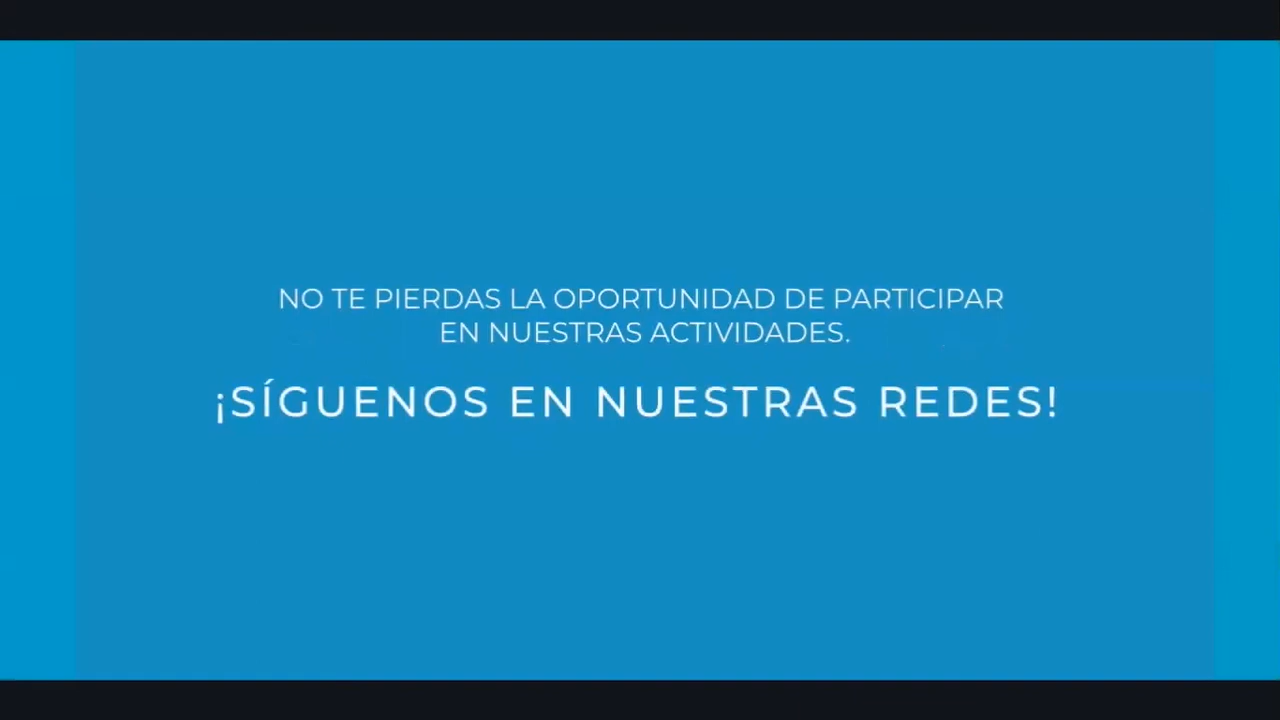 NO TE PIERDAS LA OPORTUNIDAD DE PARTICIPAR
EN NUESTRAS ACTIVIDADES.
¡SÍGUENOS EN NUESTRAS REDES!